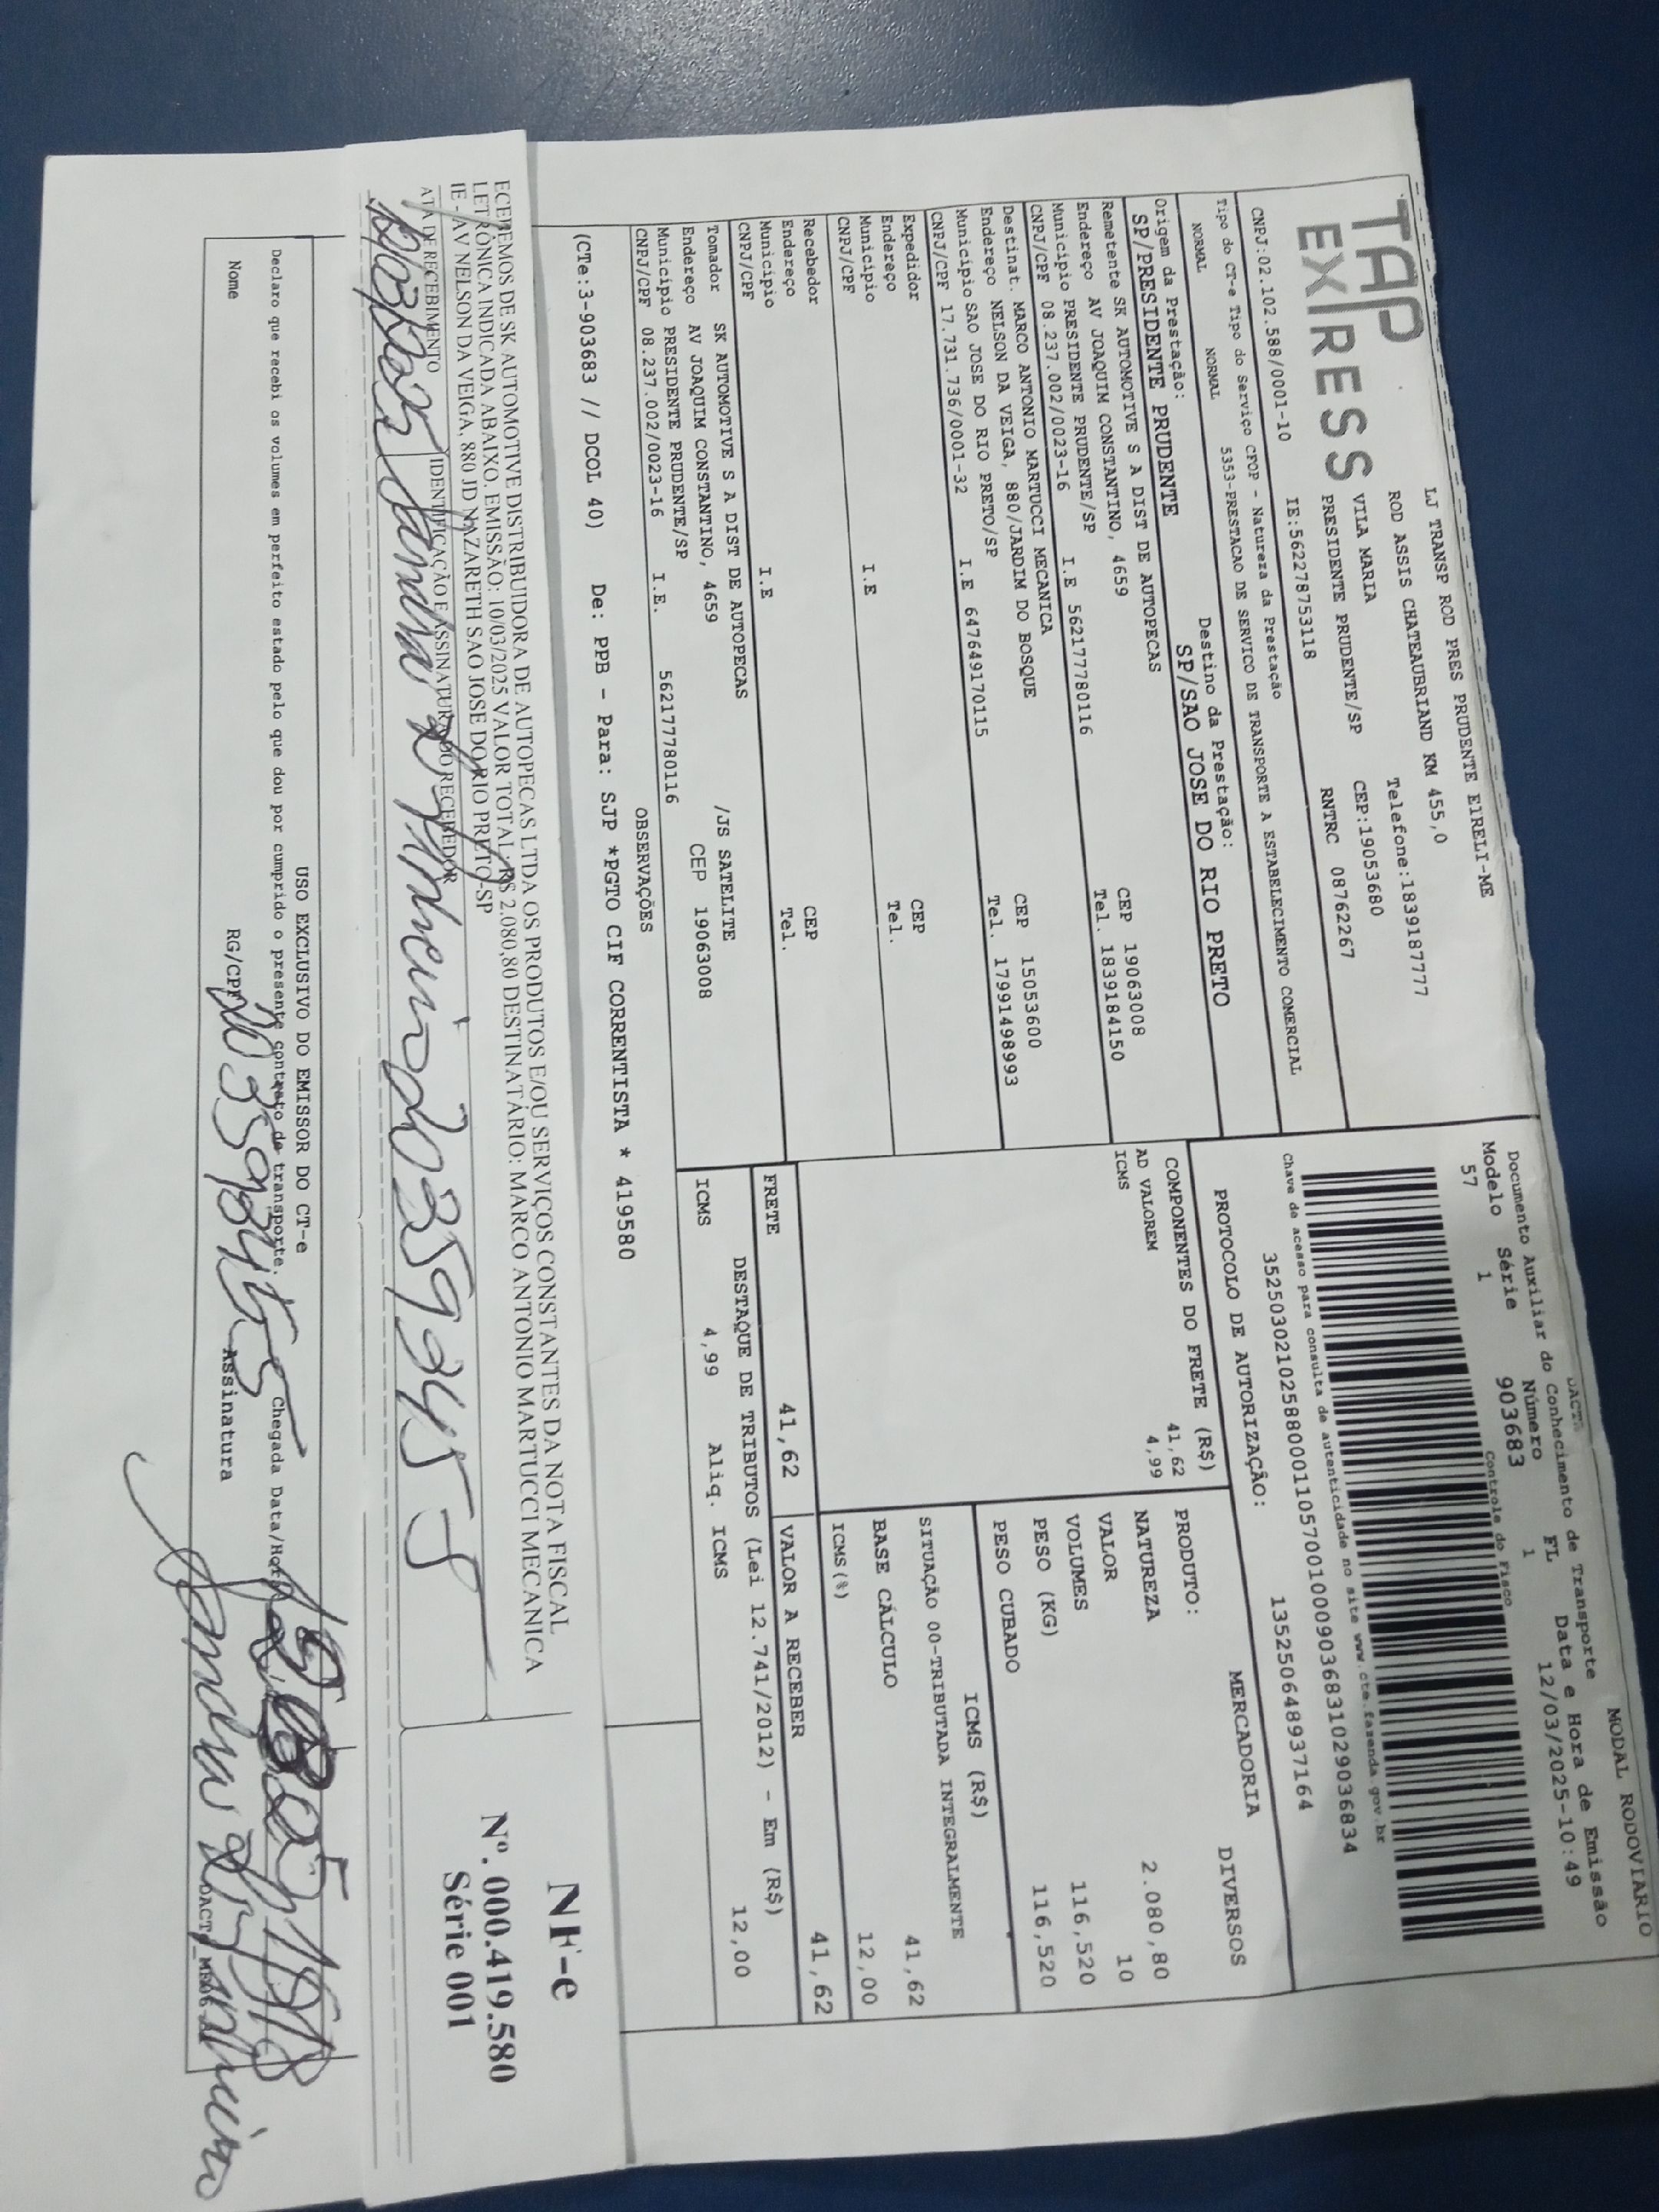 TAP
EXPRESS
LJ TRANSP ROD PRES PRUDENTE E1RELI-ME
ROD ASSIS CHATEAUBRIAND KM 455,0
VILA MARIA
Telefone:1839187777
PRESIDENTE PRUDENTE/SP CEP:19053680
CNPJ:02.102.588/0001-10 IE:562278753118 RNTRC 08762267
Tipo do CT-e Tipo do Serviço CFOP - Natureza da Prestação
NORMAL NORMAL 5353-PRESTACAO DE SERVICO DE TRANSPORTE A ESTABELECIMENTO COMERCIAL
Origem da Prestação: Destino da Prestação:
SP/PRESIDENTE PRUDENTE SP/SAO JOSE DO RIO PRETO
Remetente SK AUTOMOTIVE S A DIST DE AUTOPECAS
Endereço AV JOAQUIM CONSTANTINO, 4659 CEP 19063008
Município PRESIDENTE PRUDENTE/SP Tel. 1839184150
CNPJ/CPF 08.237.002/0023-16 I.E 562177780116
Destinat. MARCO ANTONIO MARTUCCI MECANICA
Endereço NELSON DA VEIGA, 880/JARDIM DO BOSQUE CEP 15053600
Município SAO JOSE DO RIO PRETO/SP Tel. 17991498993
CNPJ/CPF 17.731.736/0001-32 I.E 647649170115
Expedidor
Endereço CEP
Município Tel.
CNPJ/CPF I.E
Recebedor
Endereço CEP
Município Tel.
CNPJ/CPF I.E
Tomador SK AUTOMOTIVE S A DIST DE AUTOPECAS
Endereço AV JOAQUIM CONSTANTINO, 4659 /JS SATELITE
Município PRESIDENTE PRUDENTE/SP CEP 19063008
CNPJ/CPF 08.237.002/0023-16 I.E. 562177780116
OBSERVAÇÕES
(CTe:3-903683 // DCOL 40) De: PPB - Para: SJP *PGTO CIF CORRENTISTA * 419580
MODAL RODOVIARIO
DACTE
Documento Auxiliar do Conhecimento de Transporte
Modelo Série Número FL Data e Hora de Emissão
57 1 903683 1 12/03/2025-10:49
Controle do Fisco
Chave de acesso para consulta de autenticidade no site www.cte.fazenda.gov.br
35250302102588000110570010009036831029036834
PROTOCOLO DE AUTORIZAÇÃO: 135250648937164
COMPONENTES DO FRETE (R$)
41,62
AD VALOREM 4,99
ICMS
MERCADORIA
PRODUTO: DIVERSOS
NATUREZA
VALOR 2.080,80
VOLUMES 10
PESO (KG) 116,520
PESO CUBADO 116,520
ICMS (R$)
SITUAÇÃO 00-TRIBUTADA INTEGRALMENTE
BASE CÁLCULO 41,62
ICMS(%) 12,00
FRETE 41,62 VALOR A RECEBER 41,62
DESTAQUE DE TRIBUTOS (Lei 12.741/2012) - Em (R$)
ICMS 4,99 Aliq. ICMS 12,00
ECEBEMOS DE SK AUTOMOTIVE DISTRIBUIDORA DE AUTOPECAS LTDA OS PRODUTOS E/OU SERVIÇOS CONSTANTES DA NOTA FISCAL
LETRÔNICA INDICADA ABAIXO. EMISSÃO: 10/03/2025 VALOR TOTAL: R$ 2.080,80 DESTINATÁRIO: MARCO ANTONIO MARTUCCI MECANICA
IE - AV NELSON DA VEIGA, 880 JD NAZARETH SAO JOSE DO RIO PRETO-SP
ATA DE RECEBIMENTO IDENTIFICAÇÃO E ASSINATURA DO RECEBEDOR
NF-e
Nº. 000.419.580
Série 001
USO EXCLUSIVO DO EMISSOR DO CT-e
Declaro que recebi os volumes em perfeito estado pelo que dou por cumprido o presente contrato de transporte. Chegada Data/Hora
Nome RG/CPF Assinatura